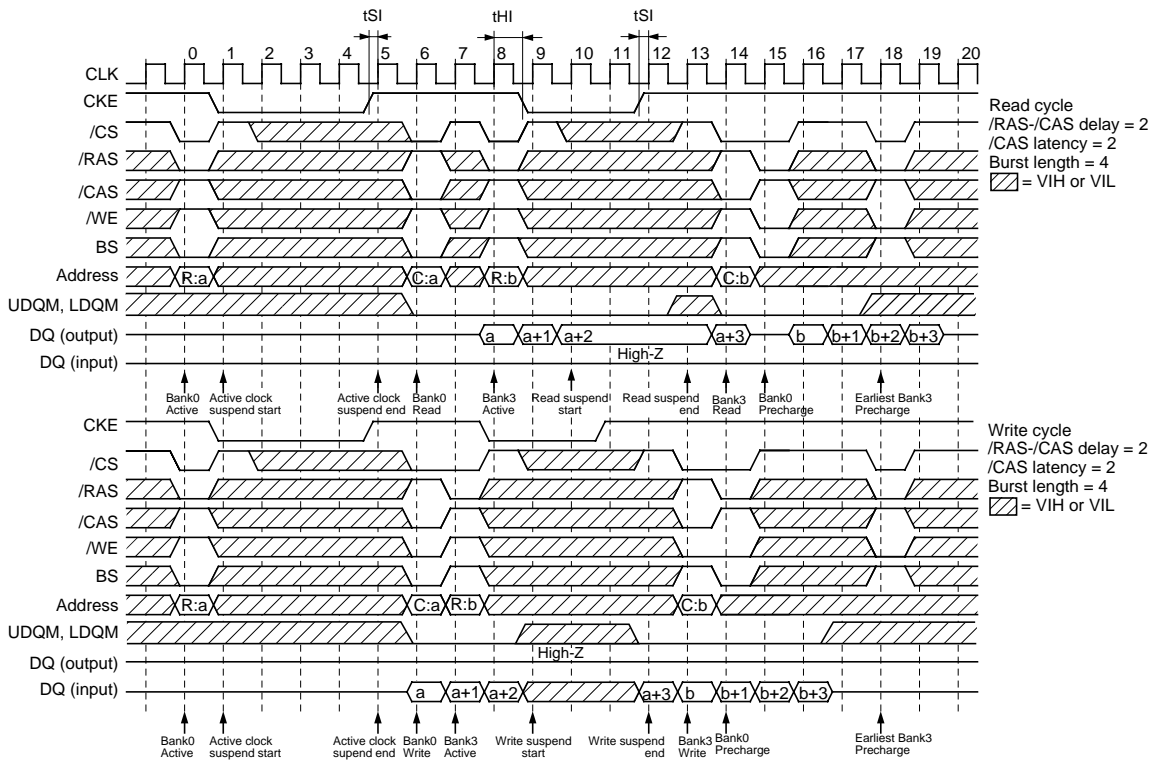 tSI tHI tSI
0 1 2 3 4 5 6 7 8 9 10 11 12 13 14 15 16 17 18 19 20
CLK
CKE
/CS
/RAS
/CAS
/WE
BS
Address R:a C:a R:b C:b
UDQM, LDQM
DQ (output) a a+1 a+2 a+3 b b+1 b+2 b+3
High-Z
DQ (input)
Bank0 Active
Active clock suspend start
Active clock suspend end
Bank0 Read
Bank3 Active
Read suspend start
Read suspend end
Bank3 Read
Bank0 Precharge
Earliest Bank3 Precharge
Read cycle
/RAS-/CAS delay = 2
/CAS latency = 2
Burst length = 4
= VIH or VIL
CKE
/CS
/RAS
/CAS
/WE
BS
Address R:a C:a R:b C:b
UDQM, LDQM
High-Z
DQ (output)
DQ (input) a a+1 a+2 a+3 b b+1 b+2 b+3
Bank0 Active
Active clock suspend start
Active clock supend end
Bank0 Write
Bank3 Active
Write suspend start
Write suspend end
Bank3 Write
Bank0 Precharge
Earliest Bank3 Precharge
Write cycle
/RAS-/CAS delay = 2
/CAS latency = 2
Burst length = 4
= VIH or VIL